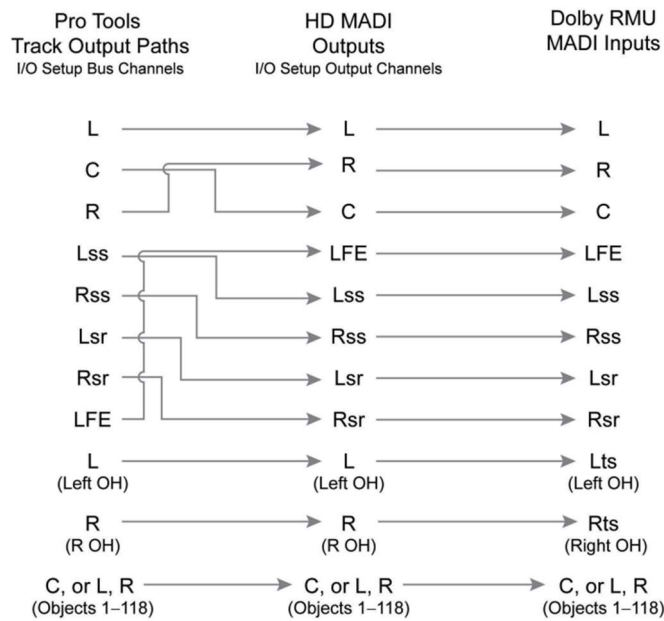 Pro Tools
Track Output Paths
I/O Setup Bus Channels
HD MADI
Outputs
I/O Setup Output Channels
Dolby RMU
MADI Inputs
L L L
C R R
R C C
Lss LFE LFE
Rss Lss Lss
Lsr Rss Rss
Rsr Lsr Lsr
LFE Rsr Rsr
L L Lts
(Left OH) (Left OH) (Left OH)
R R Rts
(R OH) (R OH) (Right OH)
C, or L, R C, or L, R C, or L, R
(Objects 1–118) (Objects 1–118) (Objects 1–118)